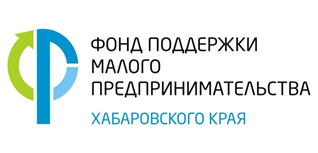 ФОНД ПОДДЕРЖКИ
МАЛОГО
ПРЕДПРИНИМАТЕЛЬСТВА
ХАБАРОВСКОГО КРАЯ